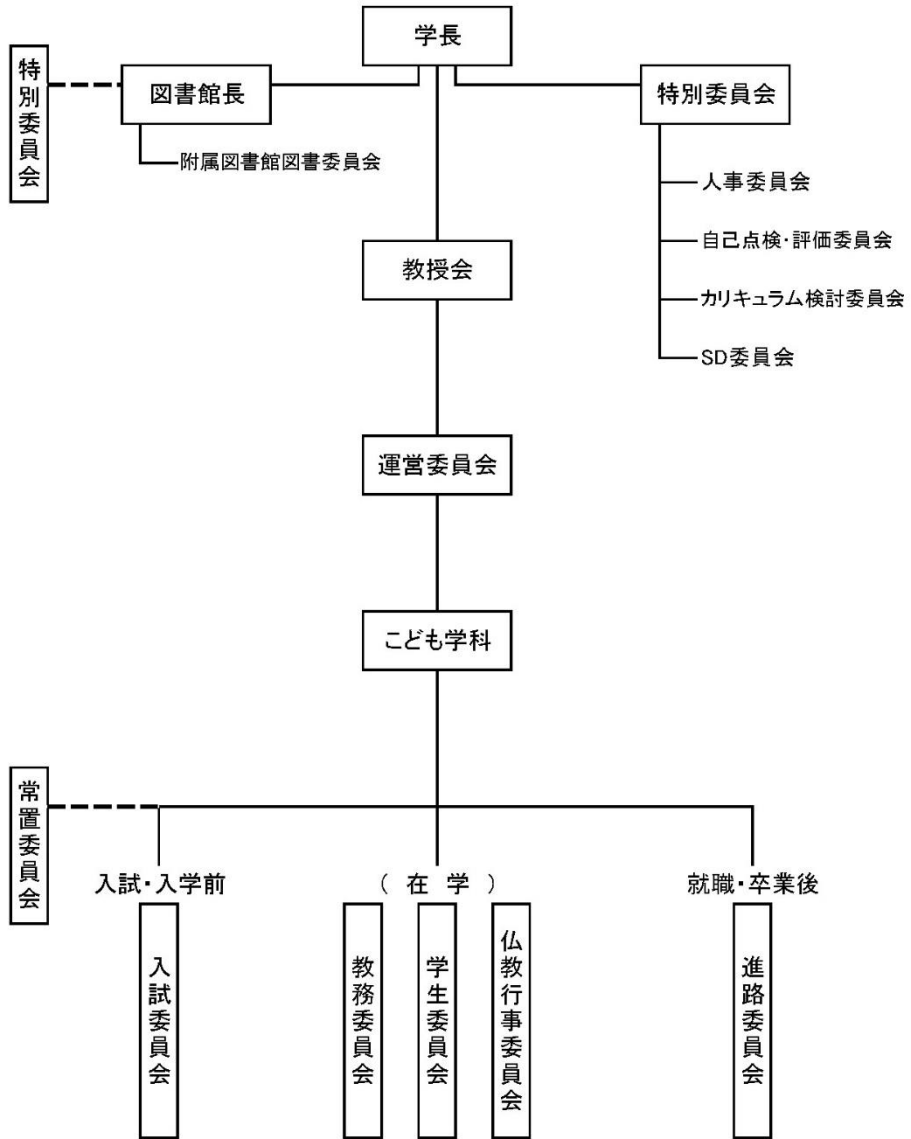 学長
特別委員会
図書館長
特別委員会
附属図書館図書委員会
人事委員会
自己点検・評価委員会
カリキュラム検討委員会
SD委員会
教授会
運営委員会
こども学科
常置委員会
入試・入学前
（ 在 学 ）
就職・卒業後
入試委員会
教務委員会
学生委員会
仏教行事委員会
進路委員会